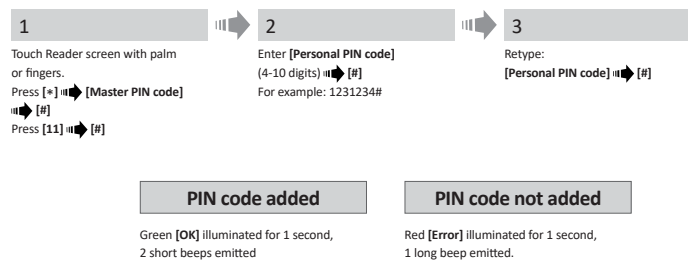 1
Touch Reader screen with palm
or fingers.
Press [*] [Master PIN code]
[#]
Press [11] [#]
2
Enter [Personal PIN code]
(4-10 digits) [#]
For example: 1231234#
3
Retype:
[Personal PIN code] [#]
PIN code added
Green [OK] illuminated for 1 second,
2 short beeps emitted
PIN code not added
Red [Error] illuminated for 1 second,
1 long beep emitted.